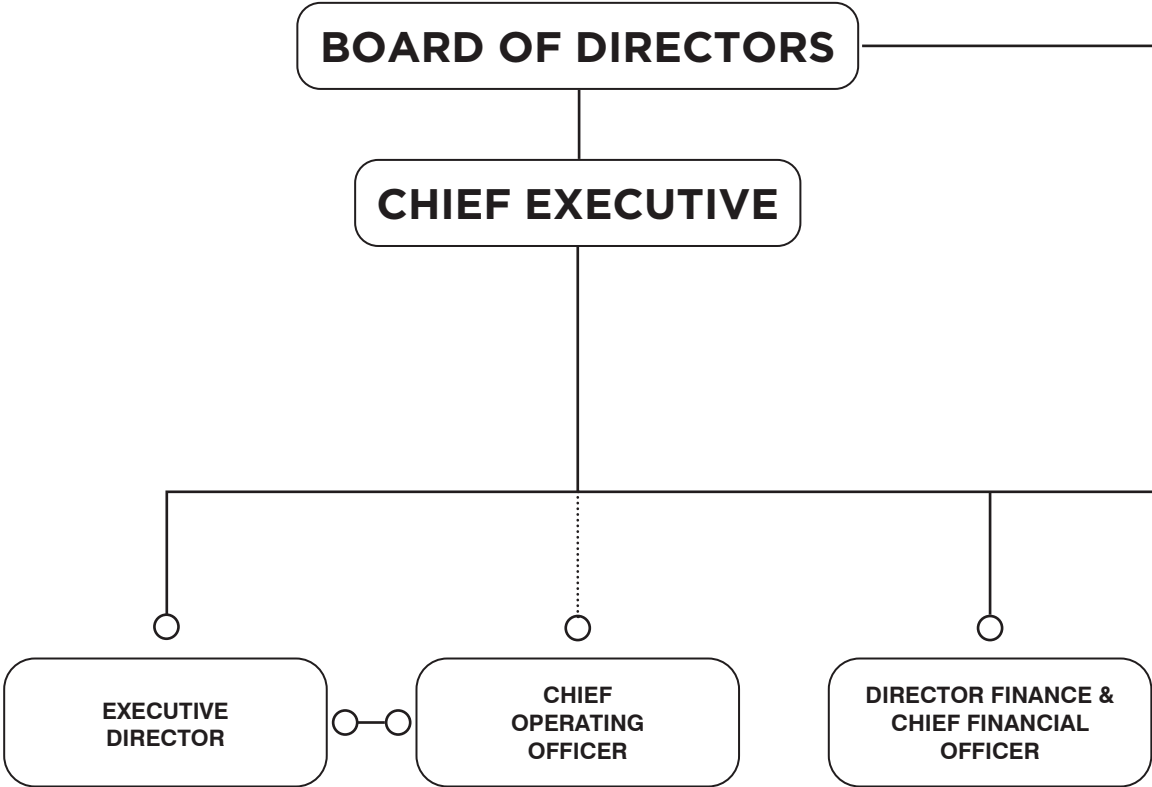 BOARD OF DIRECTORS
CHIEF EXECUTIVE
EXECUTIVE
DIRECTOR
CHIEF
OPERATING
OFFICER
DIRECTOR FINANCE &
CHIEF FINANCIAL
OFFICER